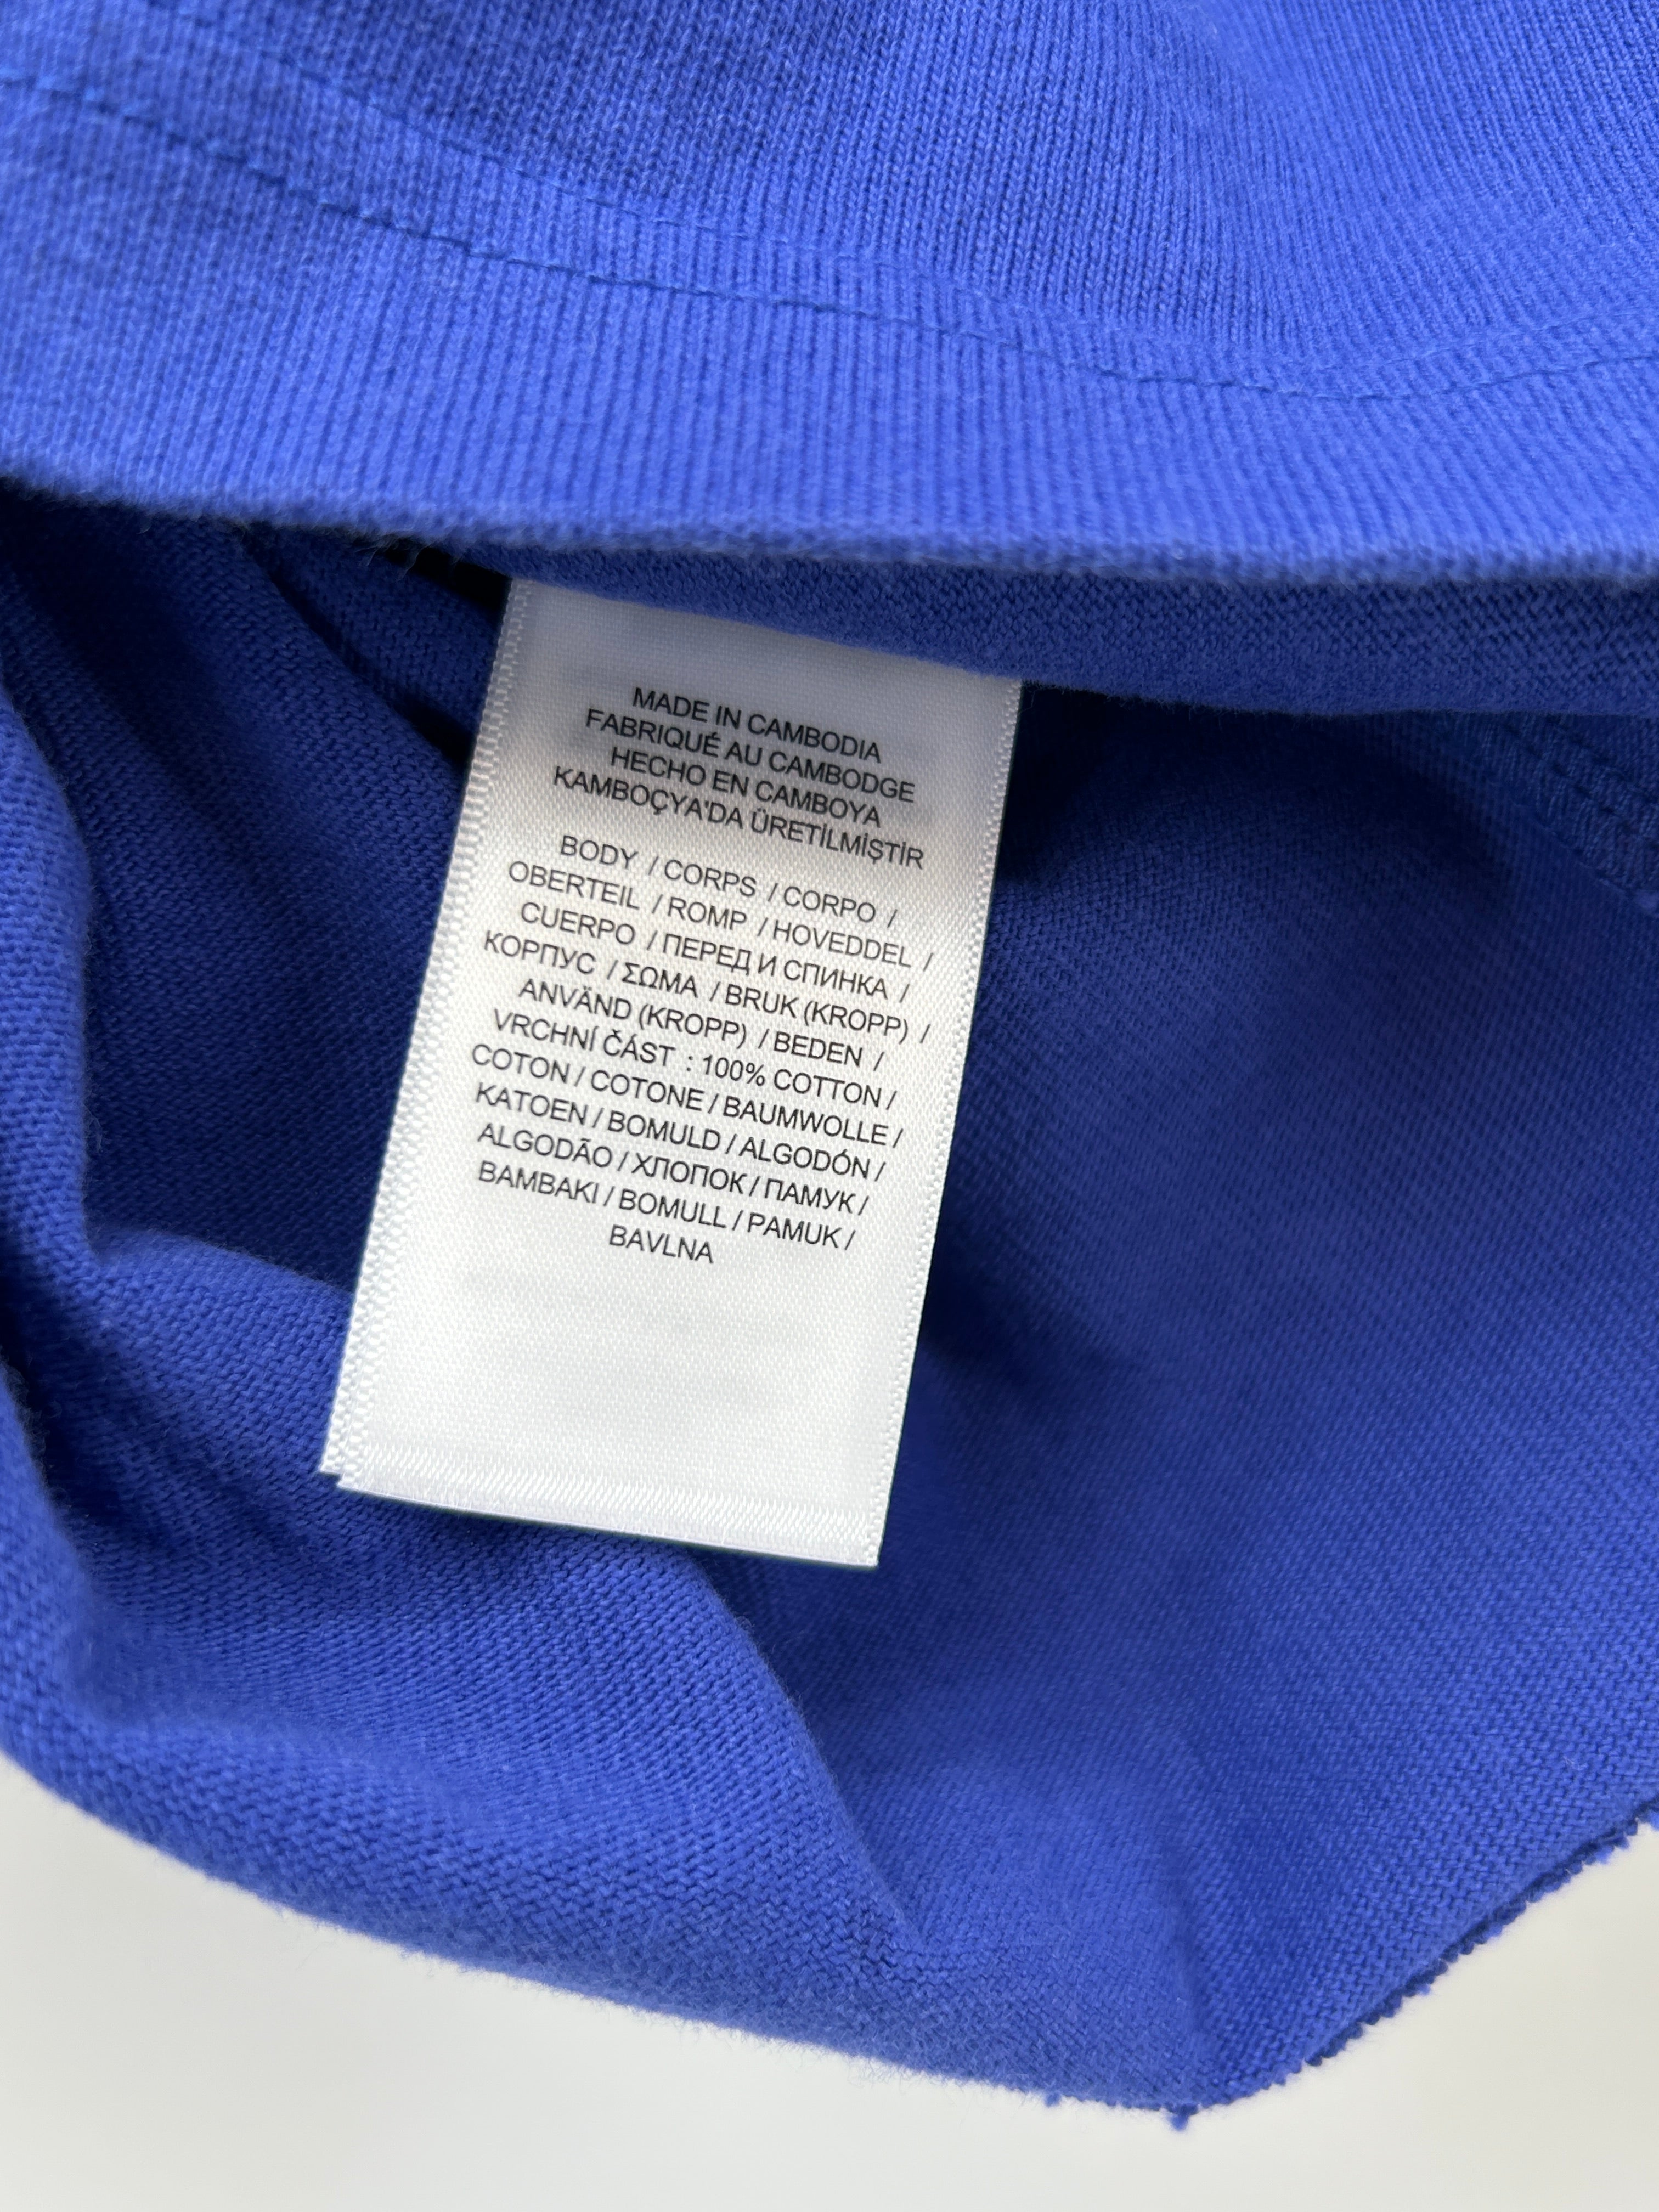 MADE IN CAMBODIA
FABRIQUÉ AU CAMBODGE
HECHO EN CAMBOYA
KAMBOÇYA'DA ÜRETİLMİŞTİR
BODY / CORPS / CORPO /
OBERTEIL / ROMP / HOVEDDEL /
CUERPO / ПЕРЕД И СПИНКА /
КОРПУС / ΣΩΜΑ / BRUK (KROPP) /
ANVÄND (KROPP) / BEDEN /
VRCHNÍ ČÁST : 100% COTTON /
COTON / COTONE / BAUMWOLLE /
KATOEN / BOMULD / ALGODÓN /
ALGODÃO / ХЛОПОК / ПАМУК /
BAMBAKI / BOMULL / PAMUK /
BAVLNA